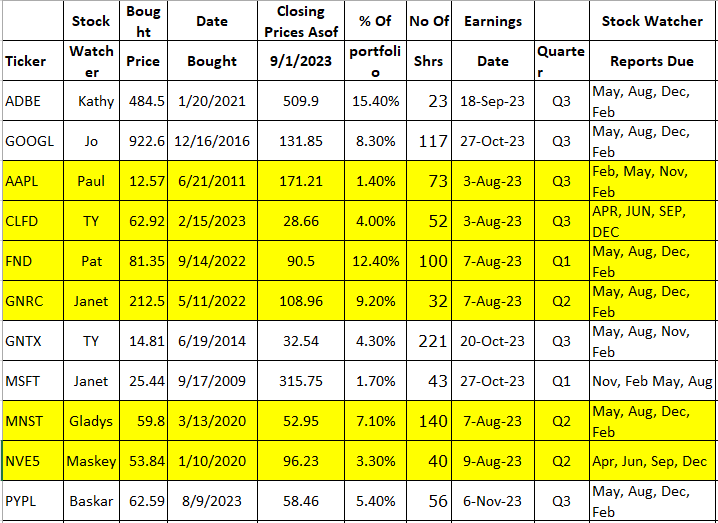 Stock Bought Date Closing Prices Asof % Of No Of Earnings Stock Watcher
Ticker Watcher Price Bought 9/1/2023 portfolio Shrs Date Quarter Reports Due
ADBE Kathy 484.5 1/20/2021 509.9 15.40% 23 18-Sep-23 Q3 May, Aug, Dec, Feb
GOOGL Jo 922.6 12/16/2016 131.85 8.30% 117 27-Oct-23 Q3 May, Aug, Dec, Feb
AAPL Paul 12.57 6/21/2011 171.21 1.40% 73 3-Aug-23 Q3 Feb, May, Nov, Feb
CLFD TY 62.92 2/15/2023 28.66 4.00% 52 3-Aug-23 Q3 APR, JUN, SEP, DEC
FND Pat 81.35 9/14/2022 90.5 12.40% 100 7-Aug-23 Q1 May, Aug, Dec, Feb
GNRC Janet 212.5 5/11/2022 108.96 9.20% 32 7-Aug-23 Q2 May, Aug, Dec, Feb
GNTX TY 14.81 6/19/2014 32.54 4.30% 221 20-Oct-23 Q3 May, Aug, Nov, Feb
MSFT Janet 25.44 9/17/2009 315.75 1.70% 43 27-Oct-23 Q1 Nov, Feb May, Aug
MNST Gladys 59.8 3/13/2020 52.95 7.10% 140 7-Aug-23 Q2 May, Aug, Dec, Feb
NVE5 Maskey 53.84 1/10/2020 96.23 3.30% 40 9-Aug-23 Q2 Apr, Jun, Sep, Dec
PYPL Baskar 62.59 8/9/2023 58.46 5.40% 56 6-Nov-23 Q3 May, Aug, Dec, Feb